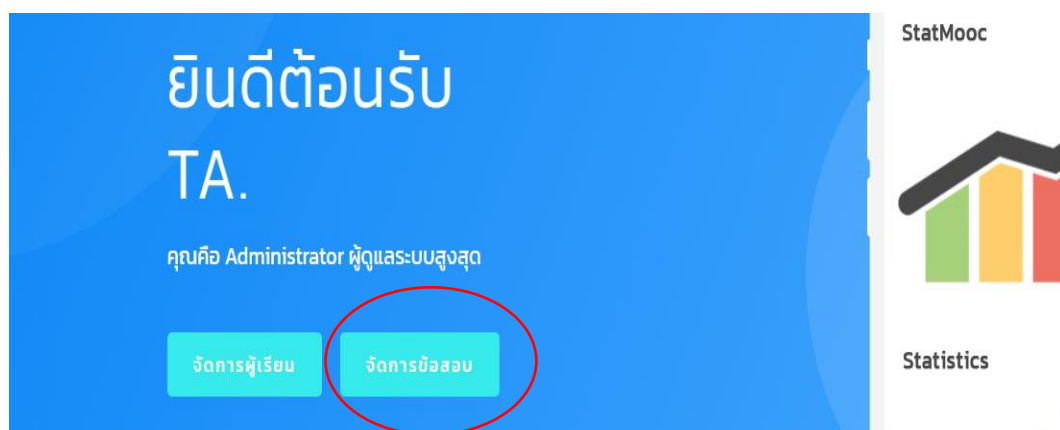 ยินดีต้อนรับ
TA.
คุณคือ Administrator ผู้ดูแลระบบสูงสุด
จัดการผู้เรียน
จัดการข้อสอบ
StatMooc
Statistics